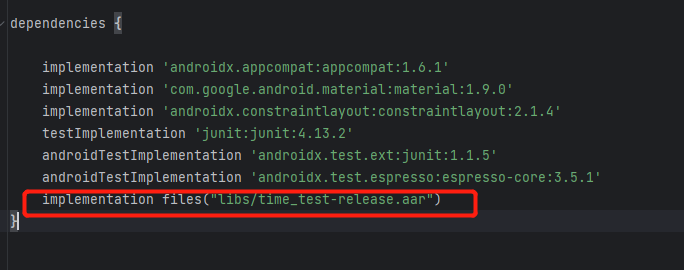 dependencies {
implementation 'androidx.appcompat:appcompat:1.6.1'
implementation 'com.google.android.material:material:1.9.0'
implementation 'androidx.constraintlayout:constraintlayout:2.1.4'
testImplementation 'junit:junit:4.13.2'
androidTestImplementation 'androidx.test.ext:junit:1.1.5'
androidTestImplementation 'androidx.test.espresso:espresso-core:3.5.1'
implementation files("libs/time_test-release.aar")
}